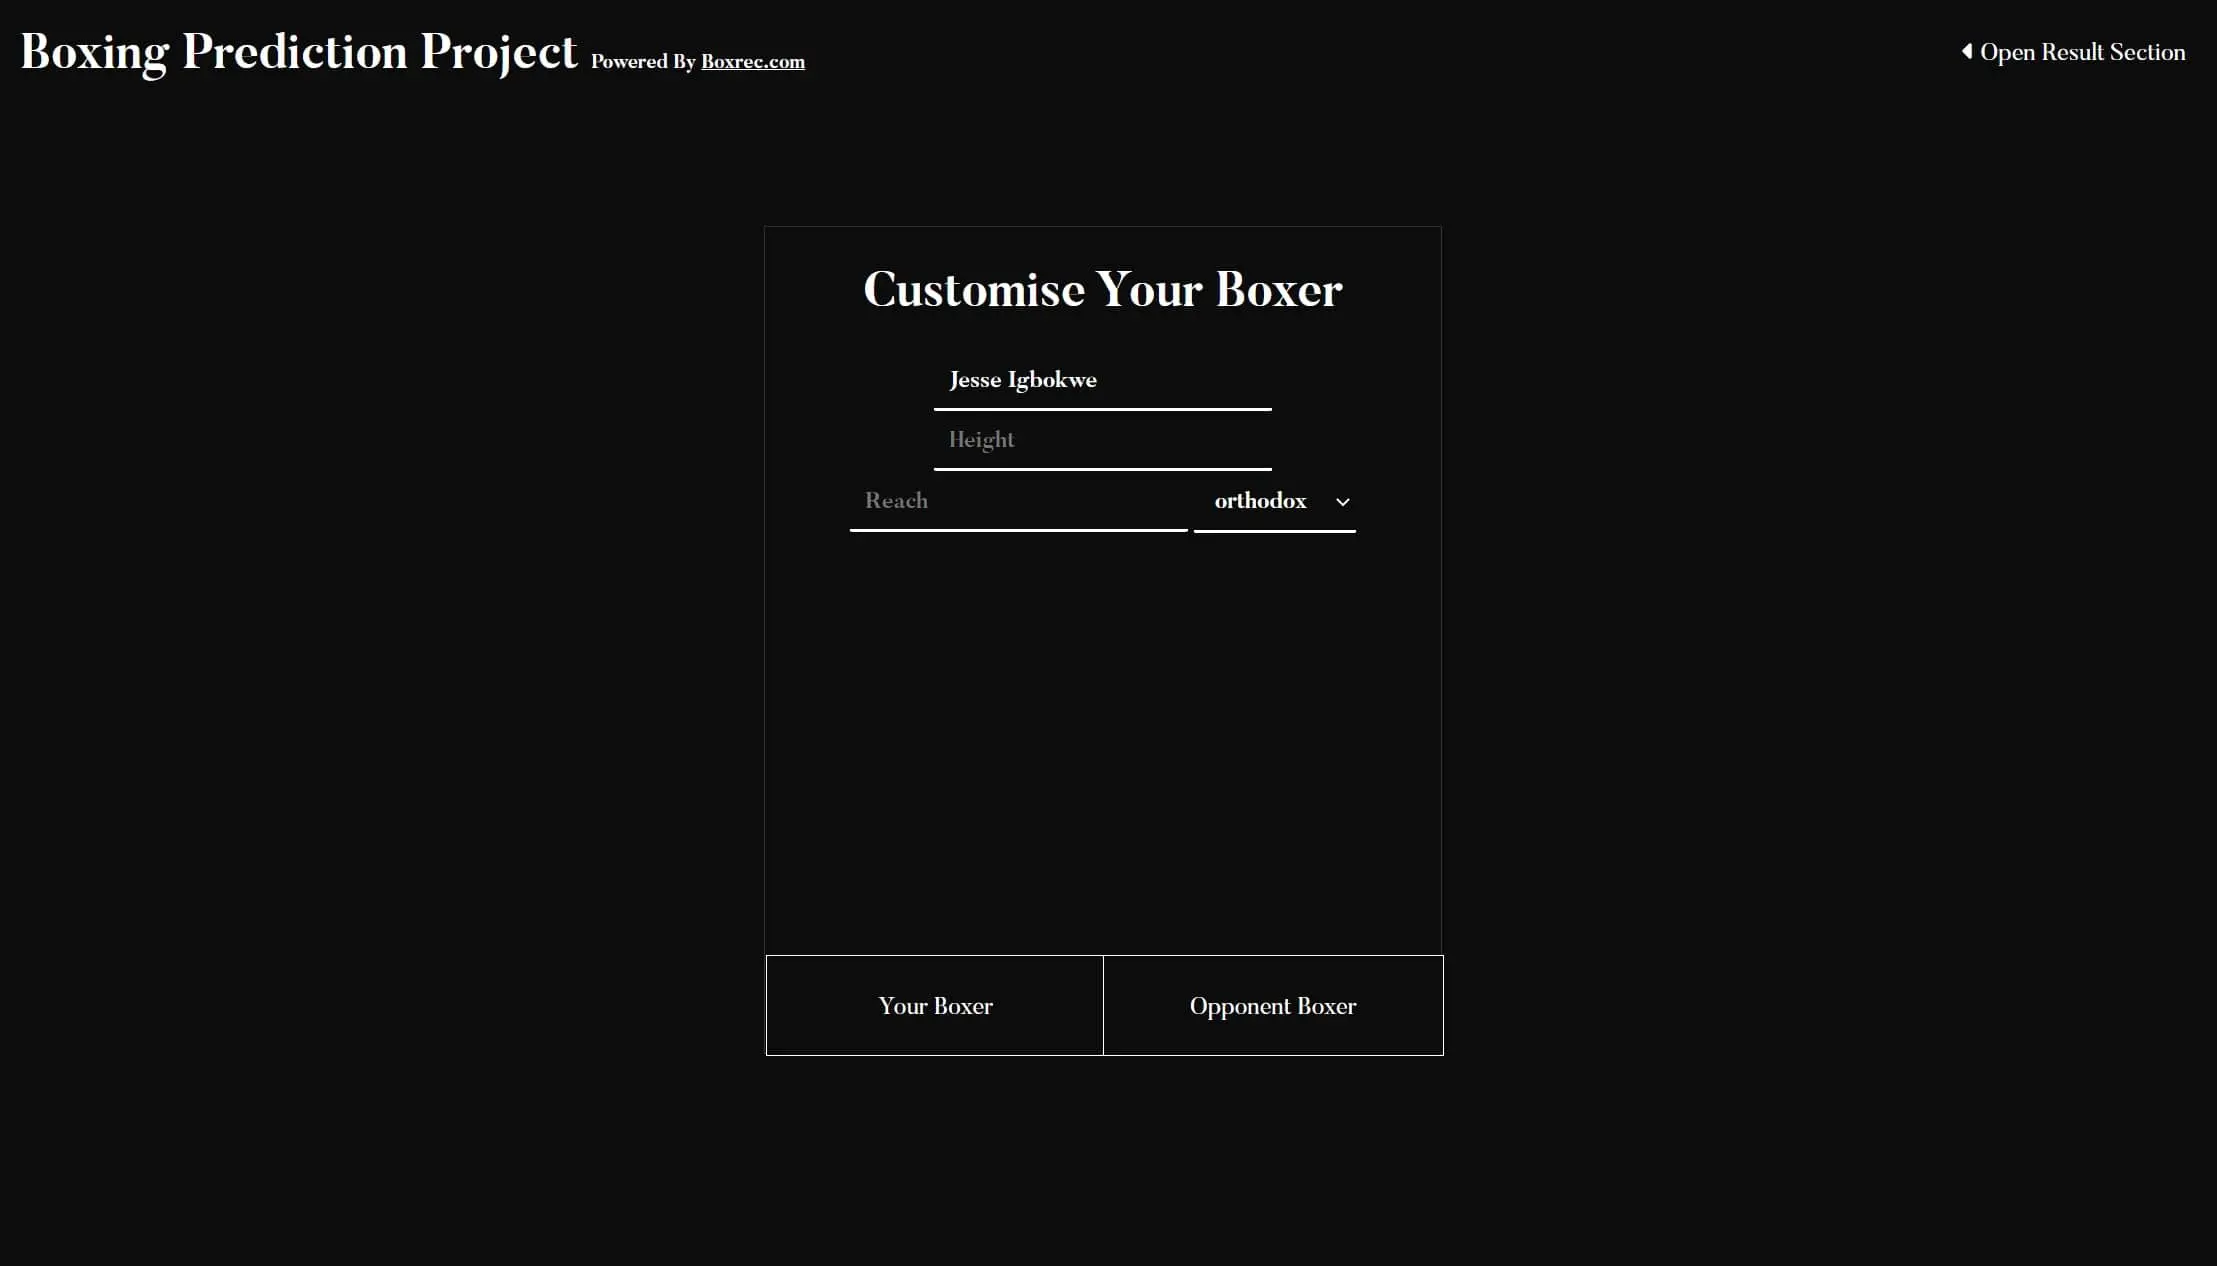 Boxing Prediction Project Powered By Boxrec.com
Open Result Section
Customise Your Boxer
Jesse Igbokwe
Height
Reach orthodox
Your Boxer Opponent Boxer